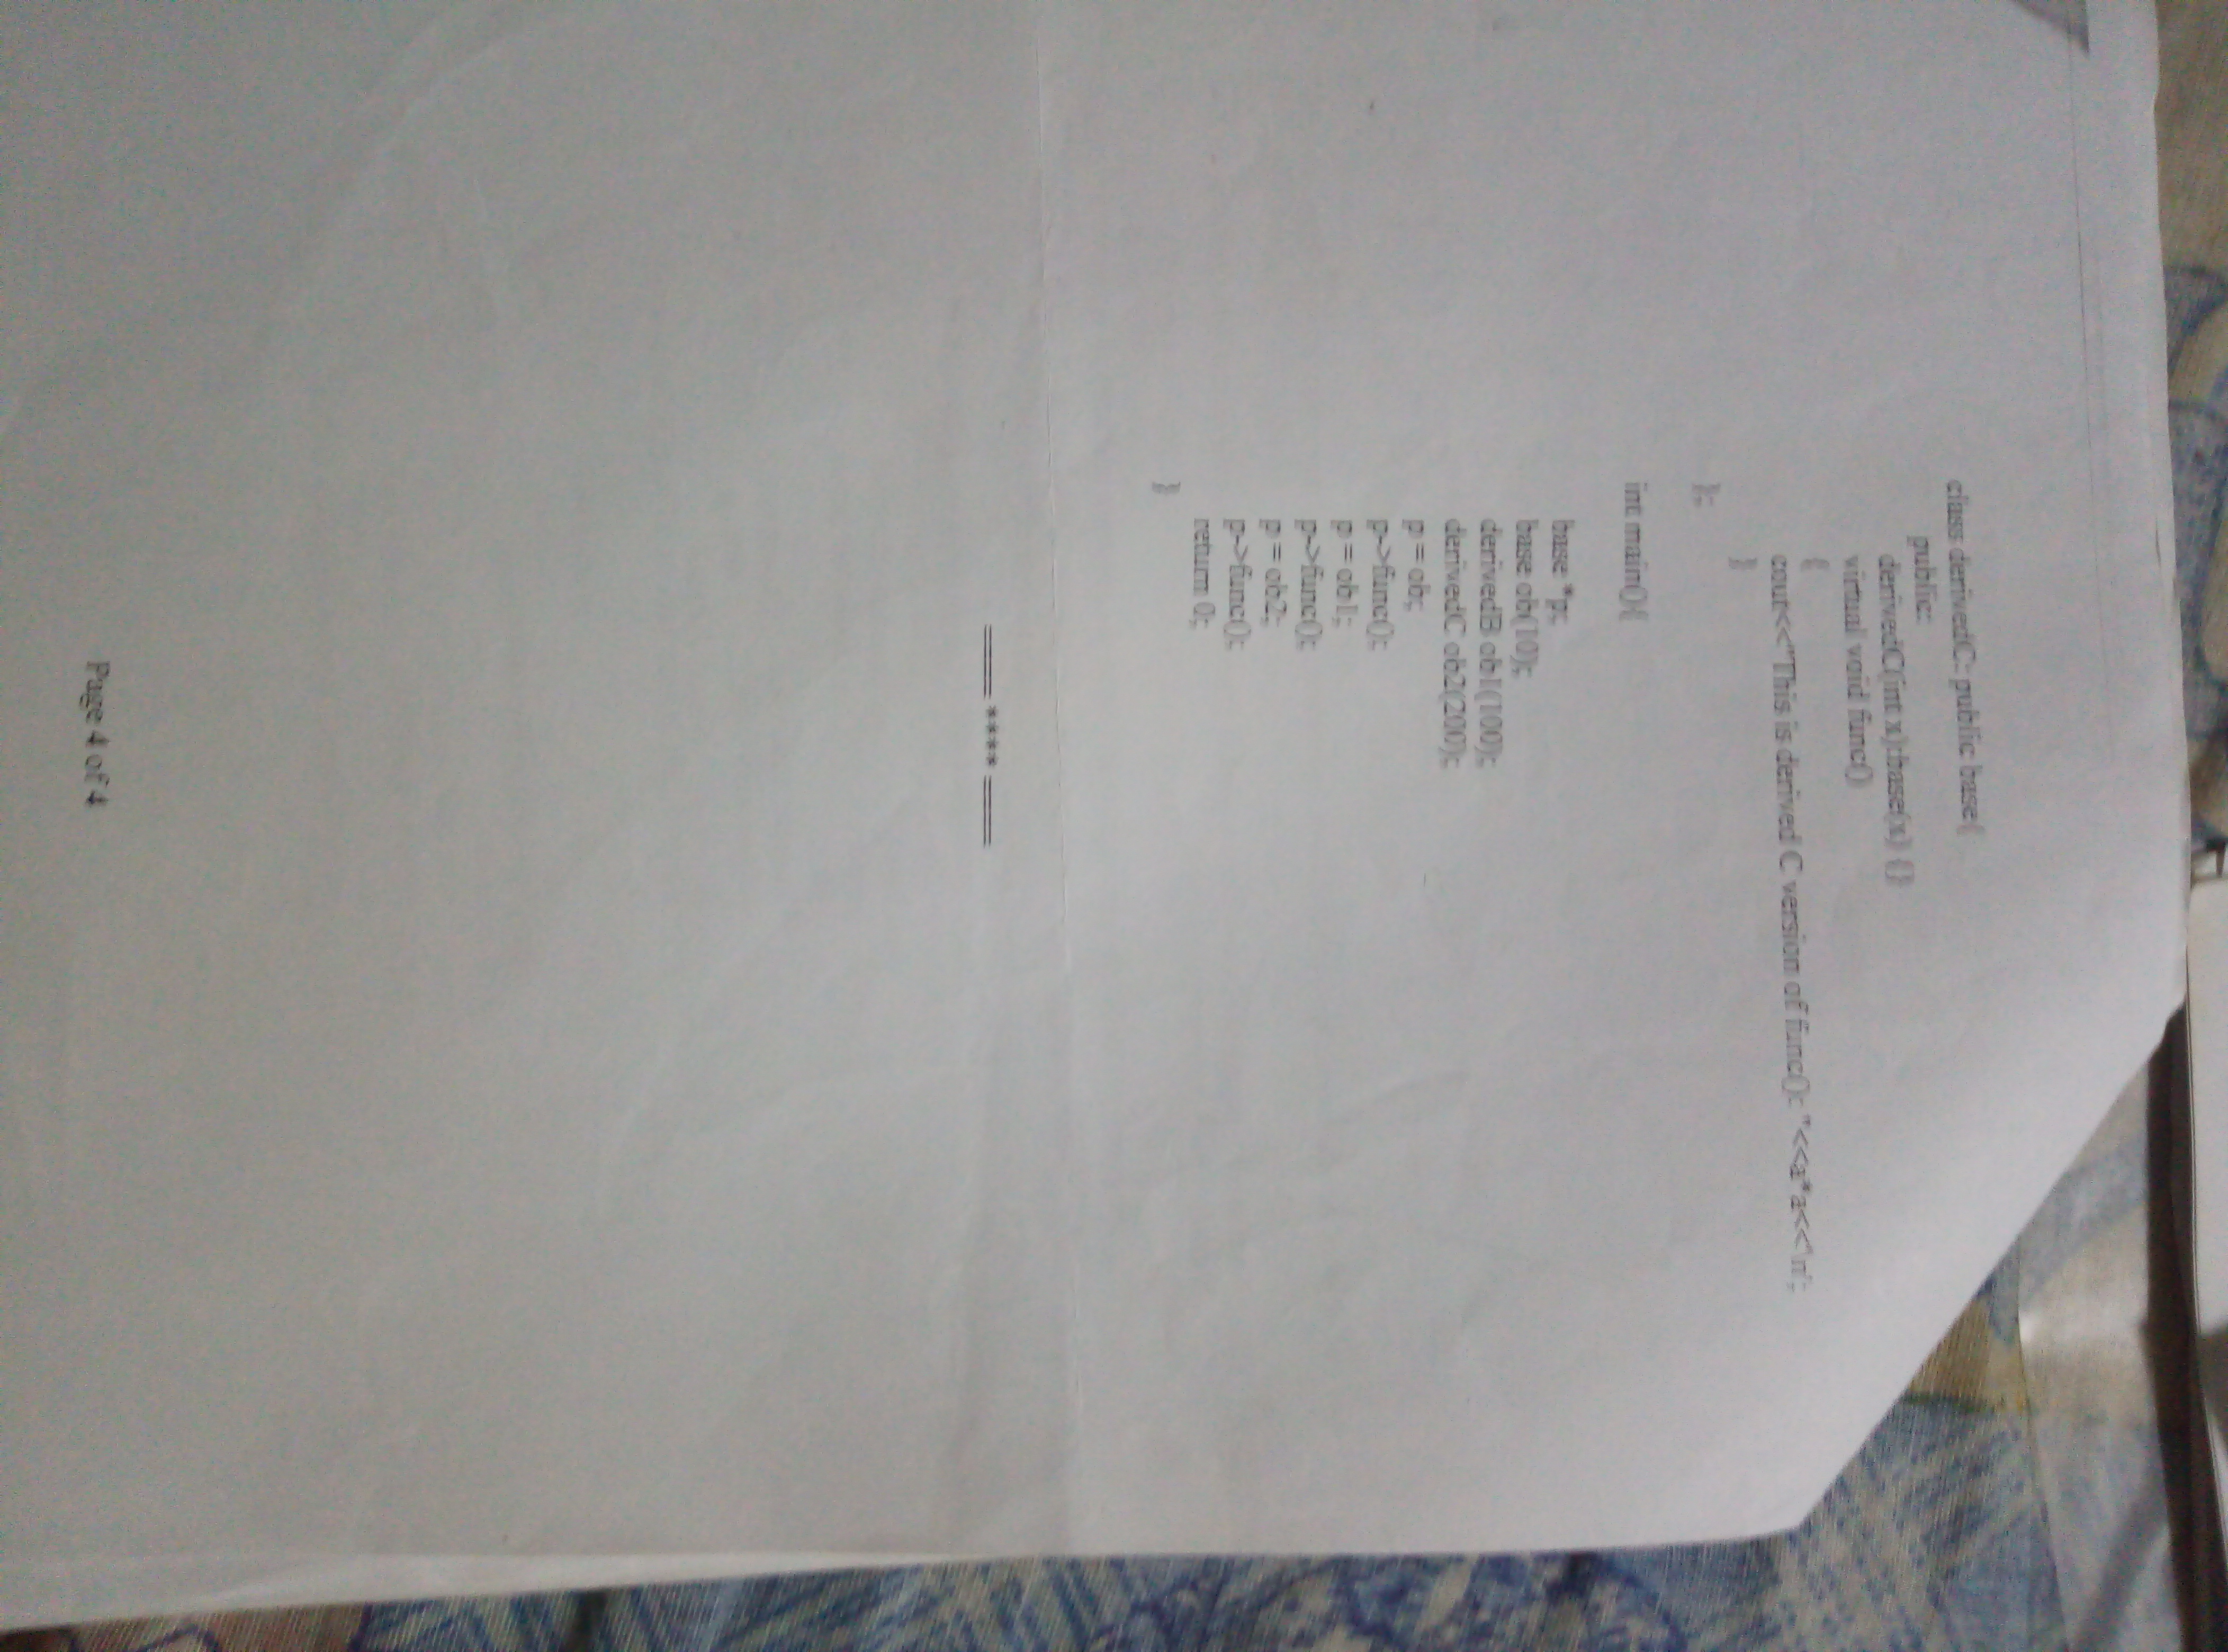 class derivedC: public base{
public:
derivedC(int x):base(x) {}
virtual void func()
{
cout<<"This is derived C version of func(): "<<a*a<<'\n';
}
};
int main(){
base *p;
base ob(10);
derivedB ob1(100);
derivedC ob2(200);
p = ob;
p->func();
p = ob1;
p->func();
p = ob2;
p->func();
return 0;
}
==== **** ====
Page 4 of 4